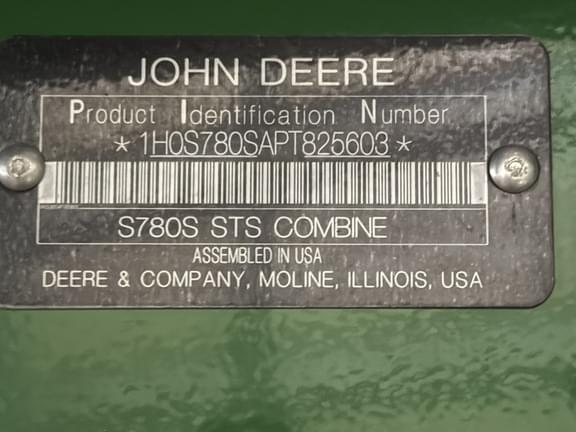 JOHN DEERE
Product Identification Number
*1H0S780SAPT825603*
S780S STS COMBINE
ASSEMBLED IN USA
DEERE & COMPANY, MOLINE, ILLINOIS, USA